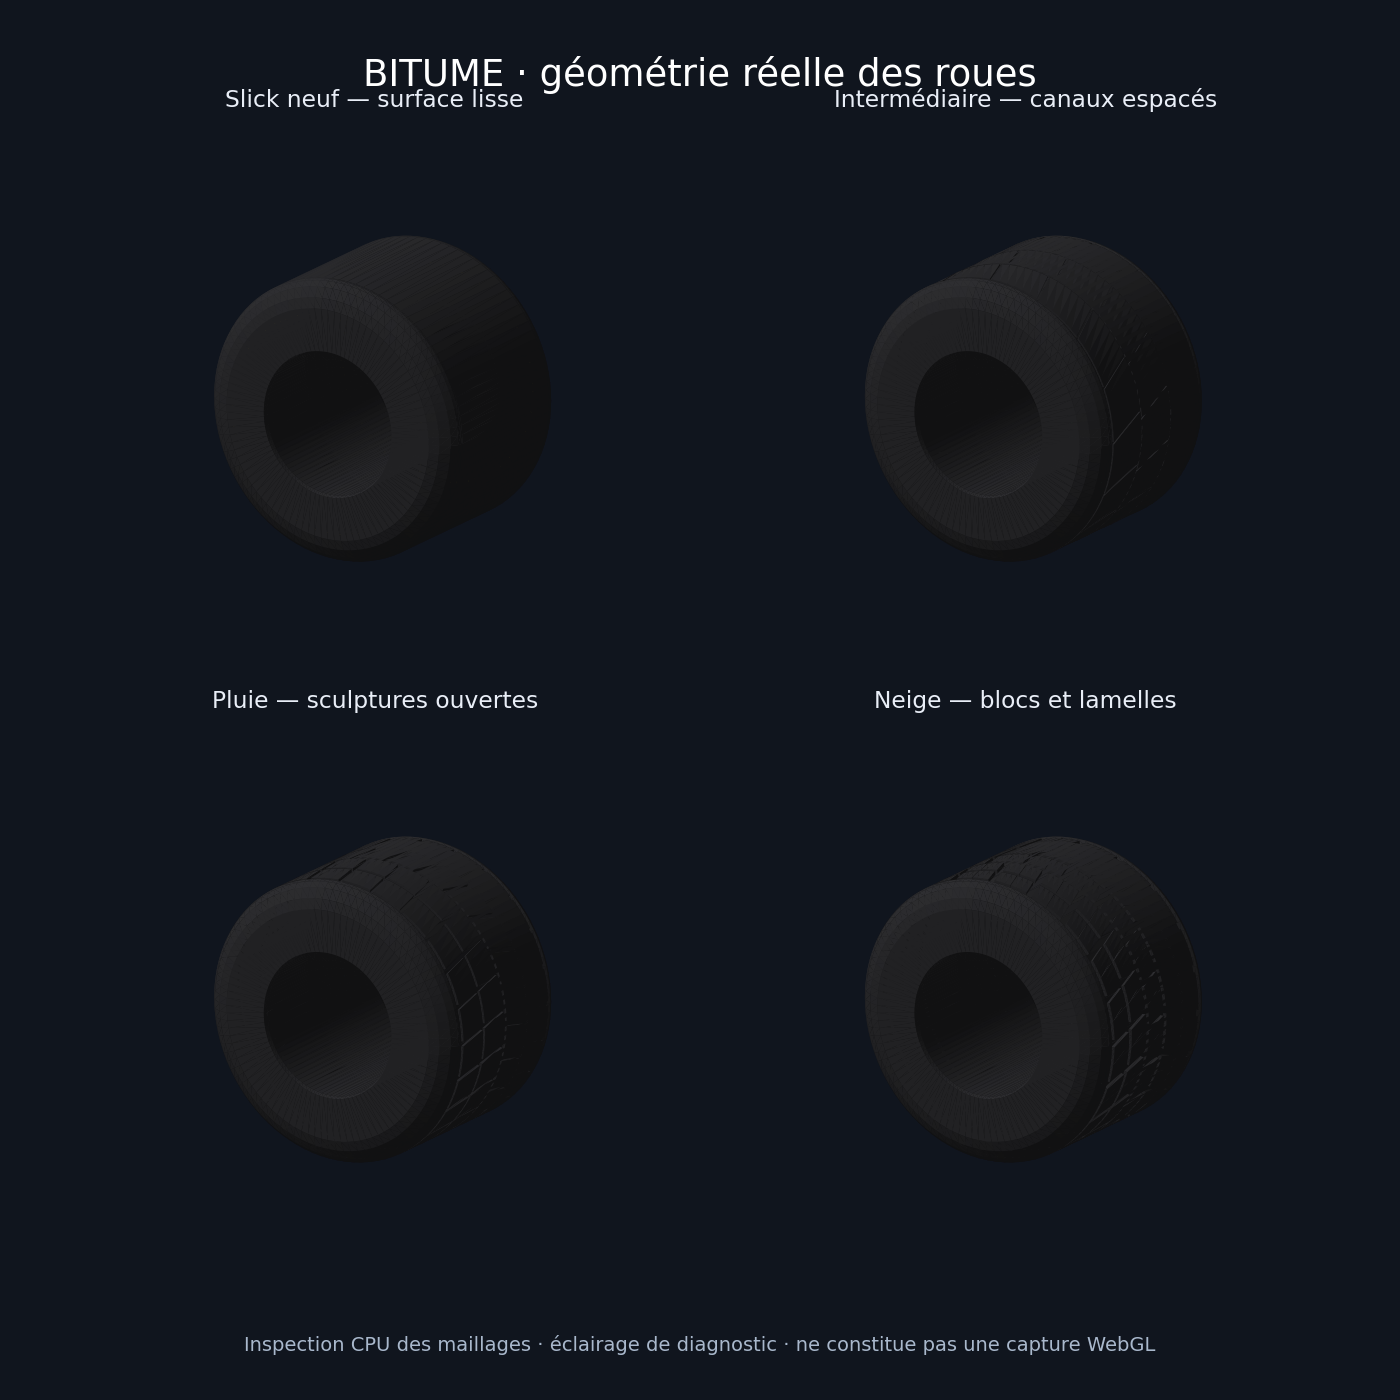 BITUME · géométrie réelle des roues
Slick neuf — surface lisse
Intermédiaire — canaux espacés
Pluie — sculptures ouvertes
Neige — blocs et lamelles
Inspection CPU des maillages · éclairage de diagnostic · ne constitue pas une capture WebGL